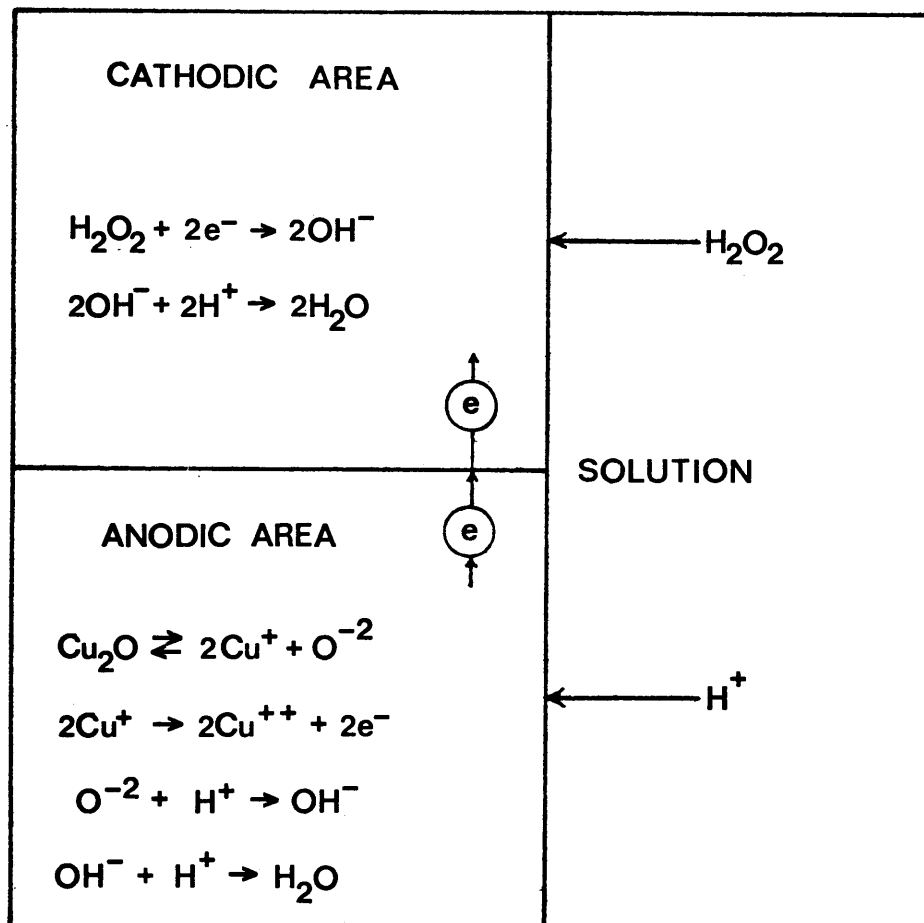 CATHODIC AREA
H₂O₂ + 2e⁻ → 2OH⁻
H₂O₂
2OH⁻ + 2H⁺ → 2H₂O
e
SOLUTION
e
ANODIC AREA
Cu₂O ⇄ 2Cu⁺ + O⁻²
H⁺
2Cu⁺ → 2Cu⁺⁺ + 2e⁻
O⁻² + H⁺ → OH⁻
OH⁻ + H⁺ → H₂O